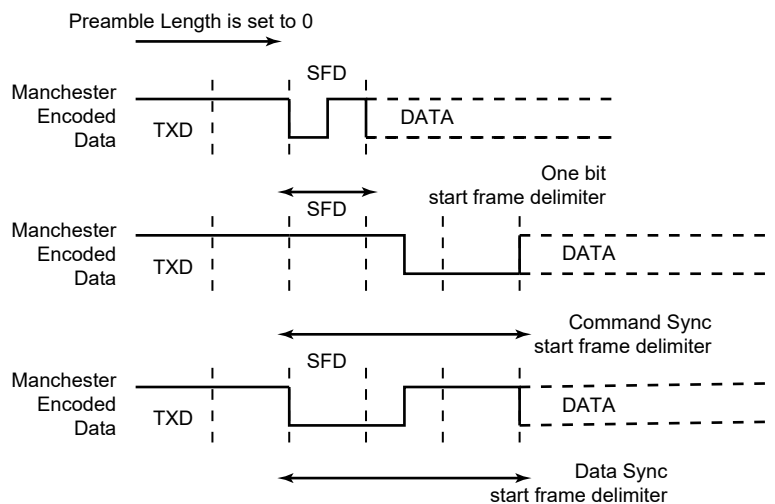 Preamble Length is set to 0
SFD
Manchester
Encoded
Data
TXD
DATA
One bit
start frame delimiter
SFD
Manchester
Encoded
Data
TXD
DATA
Command Sync
start frame delimiter
SFD
Manchester
Encoded
Data
TXD
DATA
Data Sync
start frame delimiter